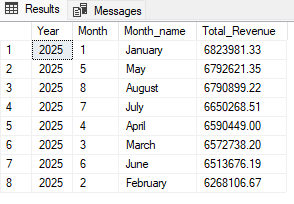 Results Messages
Year Month Month_name Total_Revenue
1 2025 1 January 6823981.33
2 2025 5 May 6792621.35
3 2025 8 August 6790899.22
4 2025 7 July 6650268.51
5 2025 4 April 6590449.00
6 2025 3 March 6572738.20
7 2025 6 June 6513676.19
8 2025 2 February 6268106.67